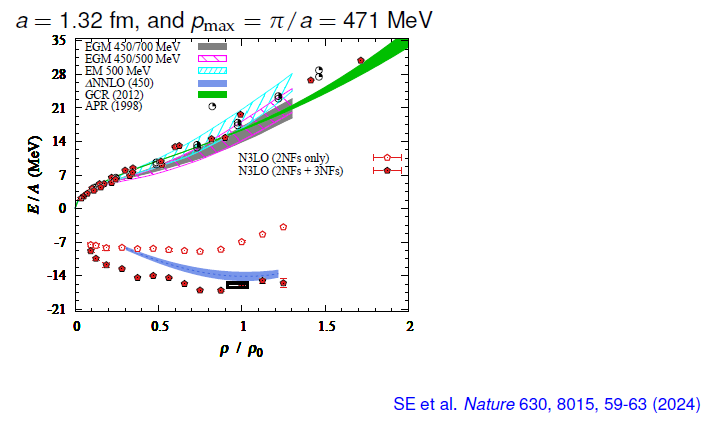 a = 1.32 fm, and pmax = π/a = 471 MeV
35
28
21
14
7
0
-7
-14
-21
E/A (MeV)
EGM 450/700 MeV
EGM 450/500 MeV
EM 500 MeV
ΔNNLO (450)
GCR (2012)
APR (1998)
N3LO (2NFs only)
N3LO (2NFs + 3NFs)
0
0.5
1
1.5
2
ρ / ρ0
SE et al. Nature 630, 8015, 59-63 (2024)